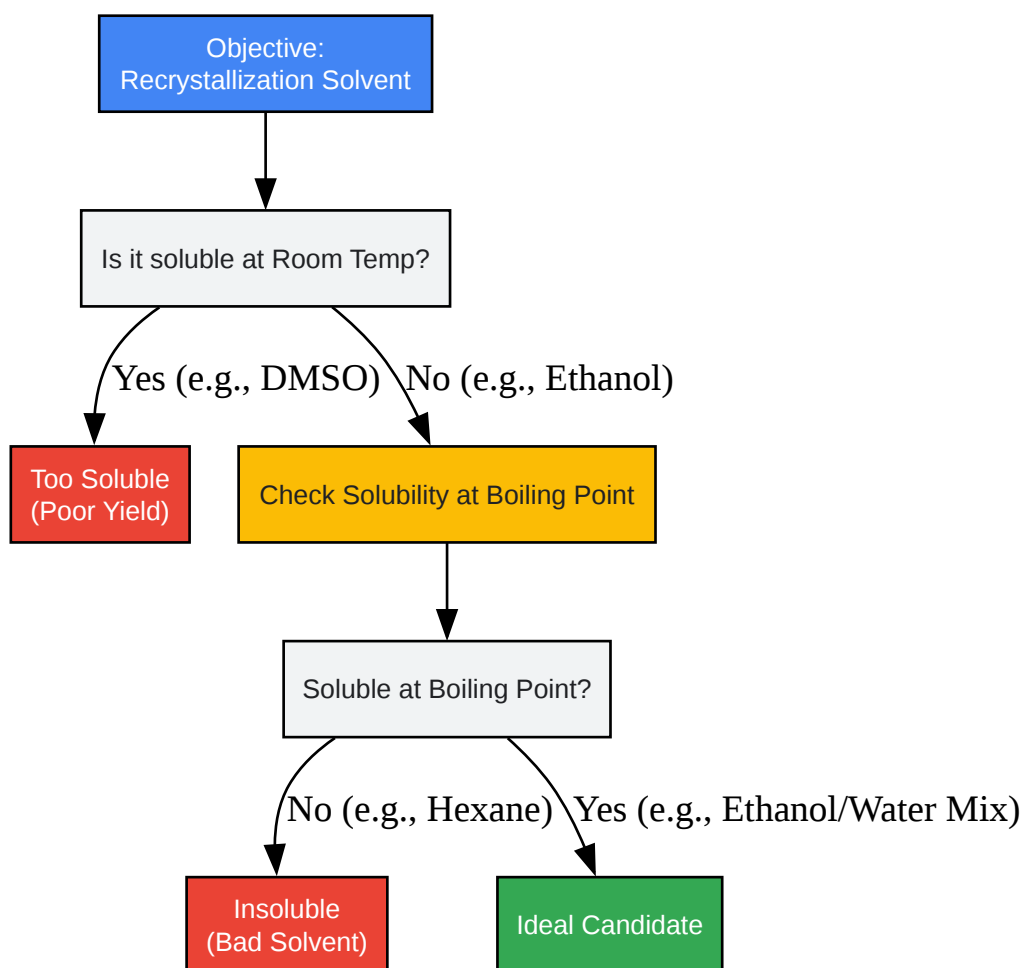 Objective:
Recrystallization Solvent
Is it soluble at Room Temp?
Yes (e.g., DMSO)
No (e.g., Ethanol)
Too Soluble
(Poor Yield)
Check Solubility at Boiling Point
Soluble at Boiling Point?
No (e.g., Hexane)
Yes (e.g., Ethanol/Water Mix)
Insoluble
(Bad Solvent)
Ideal Candidate